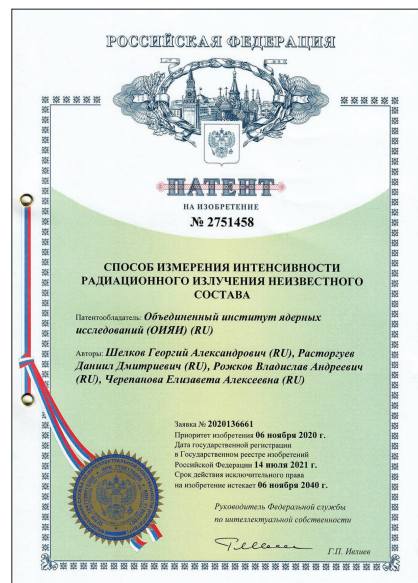 РОССИЙСКАЯ ФЕДЕРАЦИЯ
ПАТЕНТ
НА ИЗОБРЕТЕНИЕ
№ 2751458
СПОСОБ ИЗМЕРЕНИЯ ИНТЕНСИВНОСТИ
РАДИАЦИОННОГО ИЗЛУЧЕНИЯ НЕИЗВЕСТНОГО
СОСТАВА
Патентообладатель: Объединенный институт ядерных
исследований (ОИЯИ) (RU)
Авторы: Шелков Георгий Александрович (RU), Расторгуев
Даниил Дмитриевич (RU), Рожков Владислав Андреевич
(RU), Черепанова Елизавета Алексеевна (RU)
Заявка № 2020136661
Приоритет изобретения 06 ноября 2020 г.
Дата государственной регистрации
в Государственном реестре изобретений
Российской Федерации 14 июля 2021 г.
Срок действия исключительного права
на изобретение истекает 06 ноября 2040 г.
Руководитель Федеральной службы
по интеллектуальной собственности
Г.П. Ивлиев